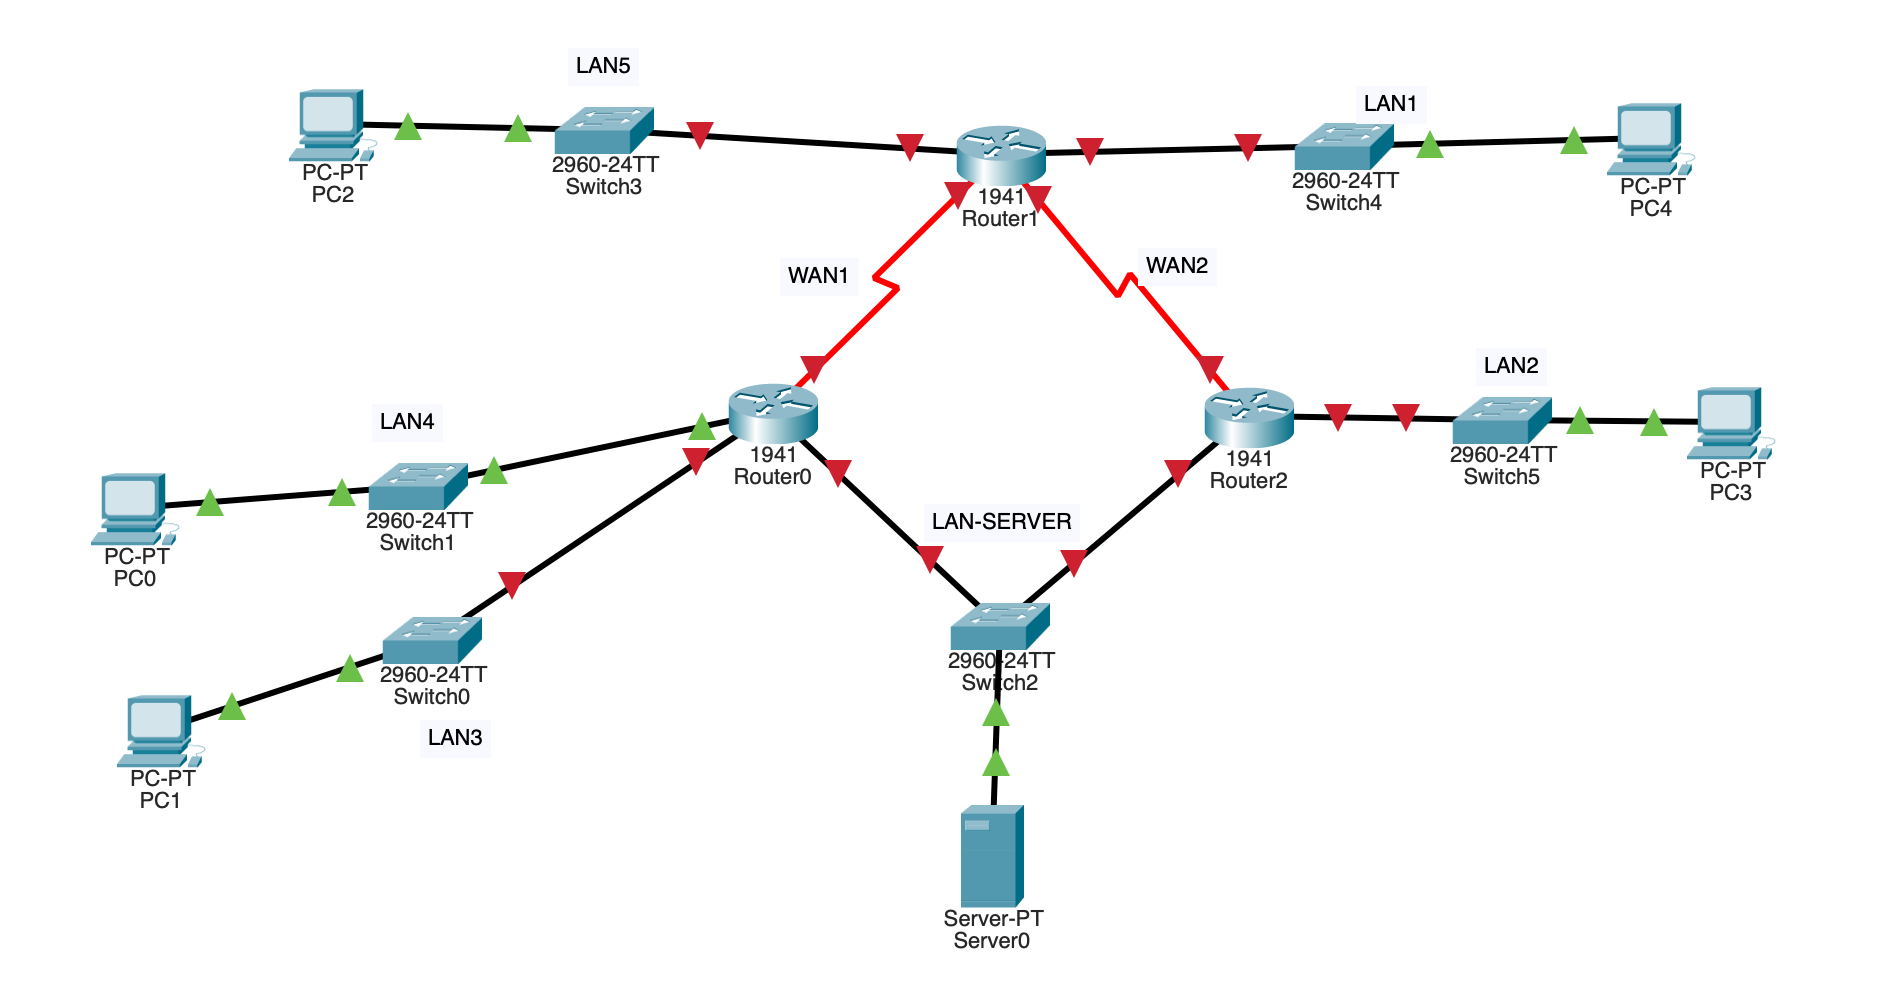 LAN5
LAN1
PC-PT
PC2
2960-24TT
Switch3
1941
Router1
2960-24TT
Switch4
PC-PT
PC4
WAN1
WAN2
LAN4
LAN2
1941
Router0
1941
Router2
2960-24TT
Switch5
PC-PT
PC3
PC-PT
PC0
2960-24TT
Switch1
LAN-SERVER
2960-24TT
Switch0
2960-24TT
Switch2
LAN3
PC-PT
PC1
Server-PT
Server0